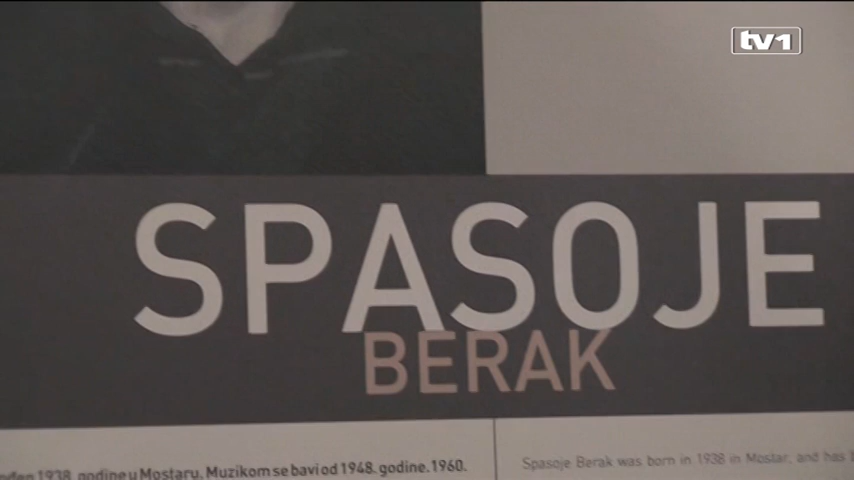 tv1
SPASOJE
BERAK
1938. godine u Mostaru. Muzikom se bavi od 1948. godine. 1960.
Spasoje Berak was born in 1938 in Mostar, and has